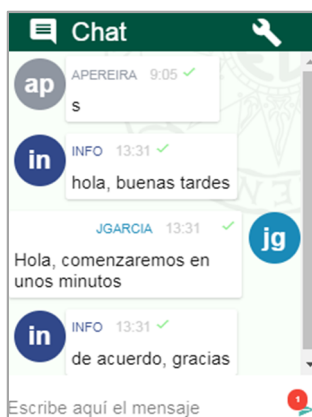 Chat
ap
APEREIRA 9:05
s
in
INFO 13:31
hola, buenas tardes
JGARCIA 13:31
jg
Hola, comenzaremos en
unos minutos
in
INFO 13:31
de acuerdo, gracias
Escribe aquí el mensaje
1